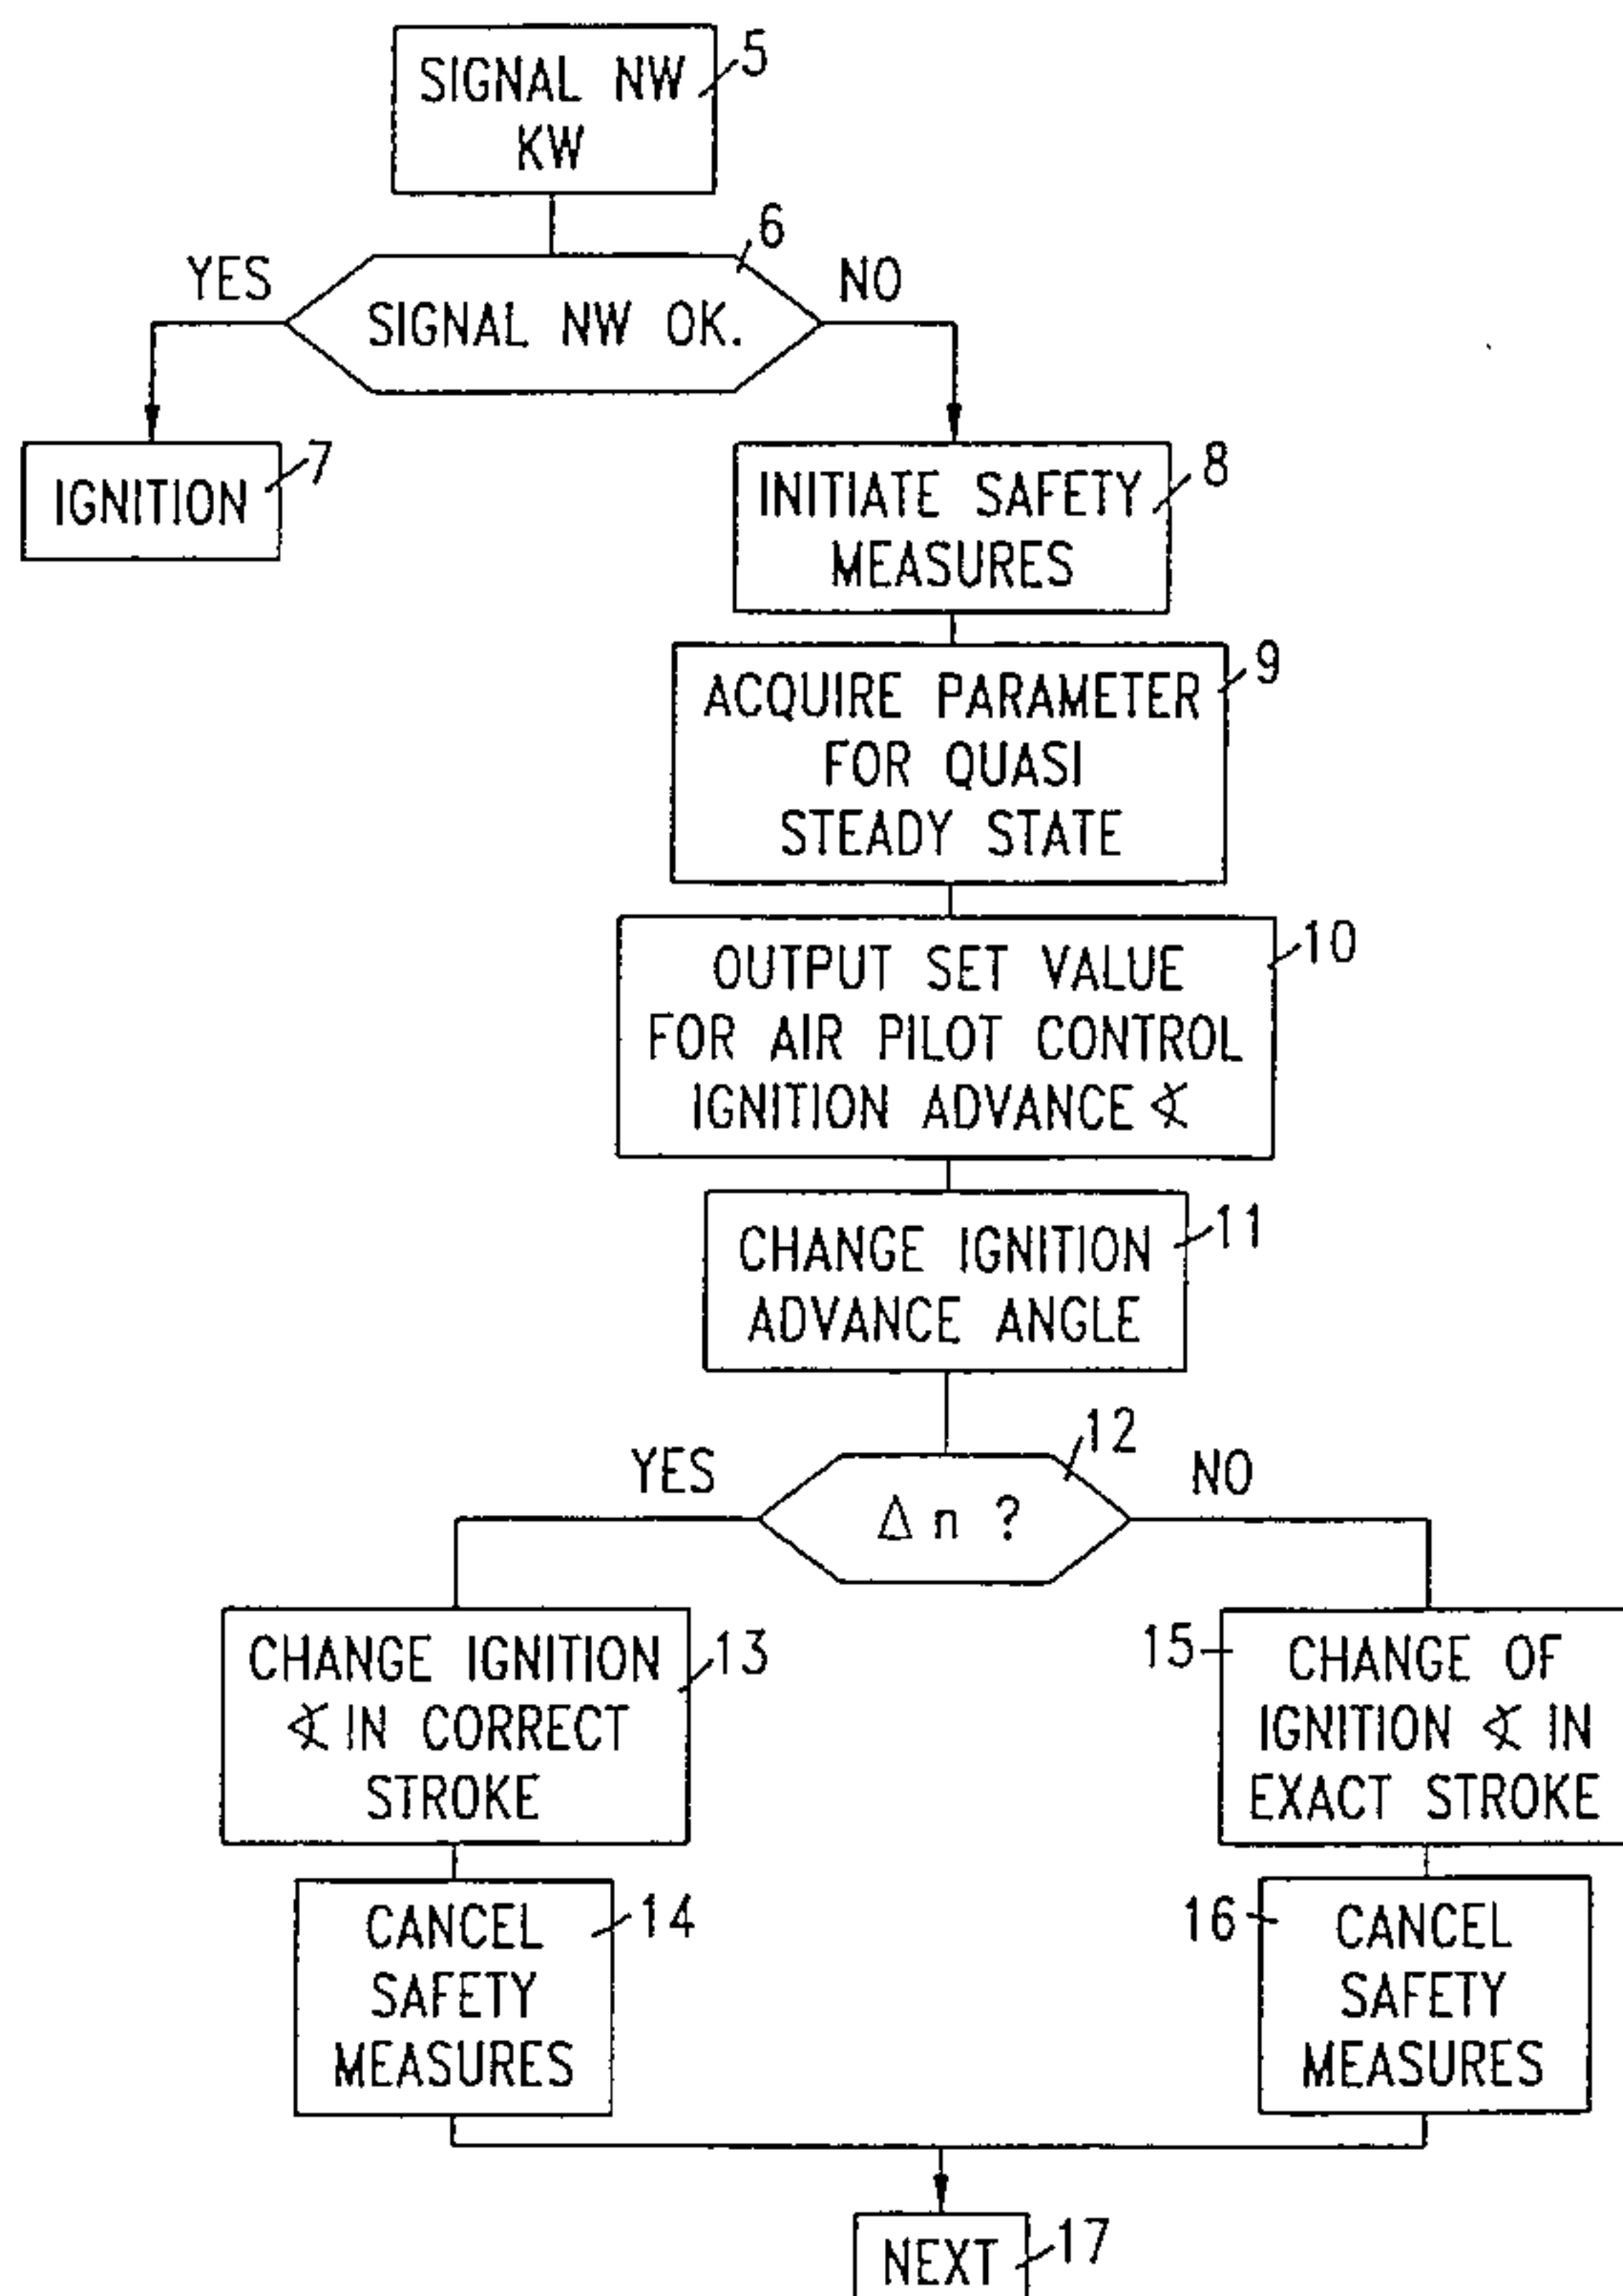 SIGNAL NW
KW
5
6
YES
NO
SIGNAL NW OK.
IGNITION
7
INITIATE SAFETY
MEASURES
8
ACQUIRE PARAMETER
FOR QUASI
STEADY STATE
9
OUTPUT SET VALUE
FOR AIR PILOT CONTROL
IGNITION ADVANCE ∢
10
CHANGE IGNITION
ADVANCE ANGLE
11
12
YES
NO
Δ n ?
CHANGE IGNITION
∢ IN CORRECT
STROKE
13
15
CHANGE OF
IGNITION ∢ IN
EXACT STROKE
CANCEL
SAFETY
MEASURES
14
16
CANCEL
SAFETY
MEASURES
NEXT
17